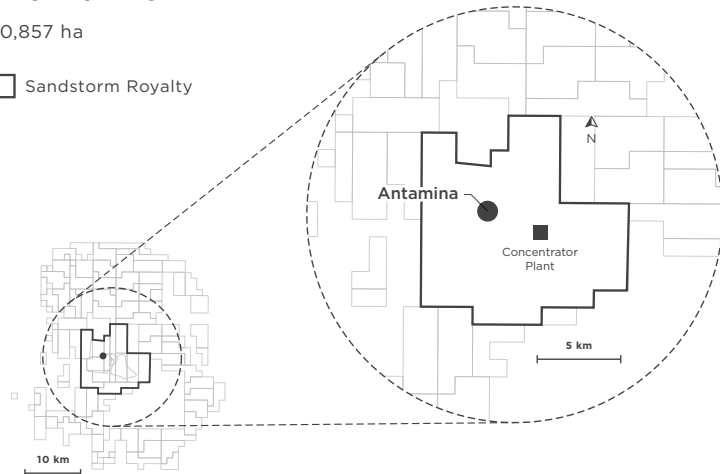 0,857 ha
Sandstorm Royalty
N
Antamina
Concentrator
Plant
5 km
10 km